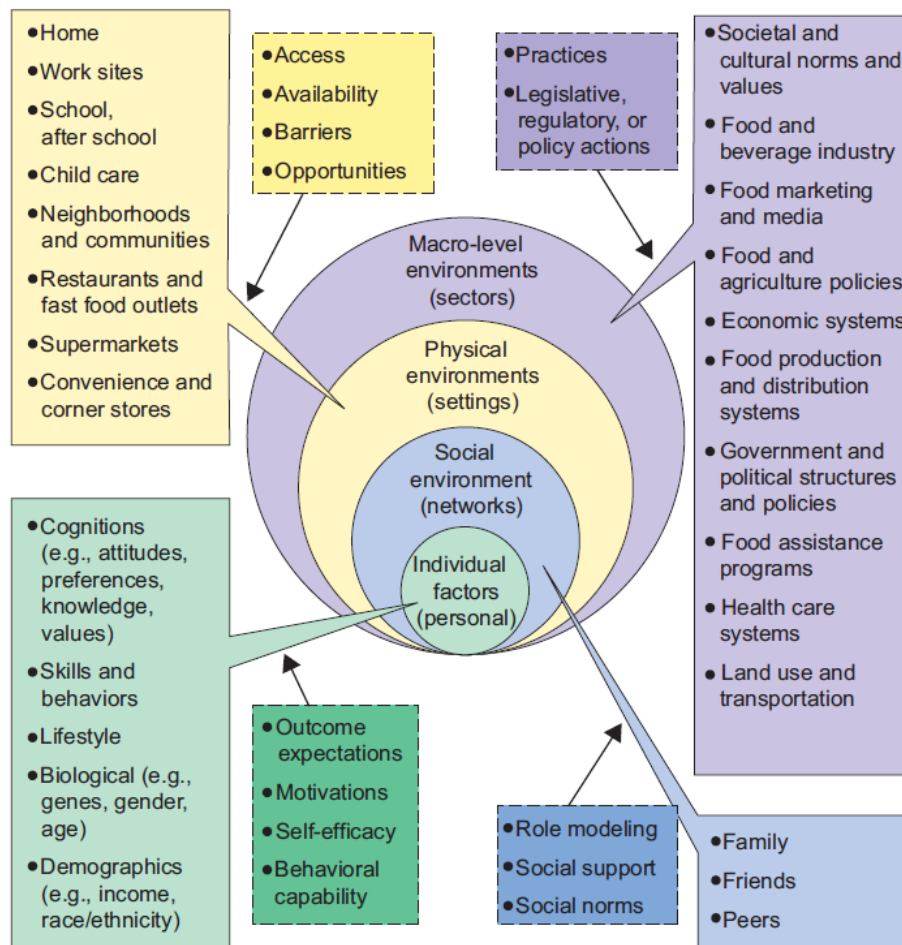 •Home
•Work sites
•School,
after school
•Child care
•Neighborhoods
and communities
•Restaurants and
fast food outlets
•Supermarkets
•Convenience and
corner stores
•Access
•Availability
•Barriers
•Opportunities
•Practices
•Legislative,
regulatory, or
policy actions
•Societal and
cultural norms and
values
•Food and
beverage industry
•Food marketing
and media
•Food and
agriculture policies
•Economic systems
•Food production
and distribution
systems
•Government and
political structures
and policies
•Food assistance
programs
•Health care
systems
•Land use and
transportation
Macro-level
environments
(sectors)
Physical
environments
(settings)
Social
environment
(networks)
Individual
factors
(personal)
•Cognitions
(e.g., attitudes,
preferences,
knowledge,
values)
•Skills and
behaviors
•Lifestyle
•Biological (e.g.,
genes, gender,
age)
•Demographics
(e.g., income,
race/ethnicity)
•Outcome
expectations
•Motivations
•Self-efficacy
•Behavioral
capability
•Role modeling
•Social support
•Social norms
•Family
•Friends
•Peers